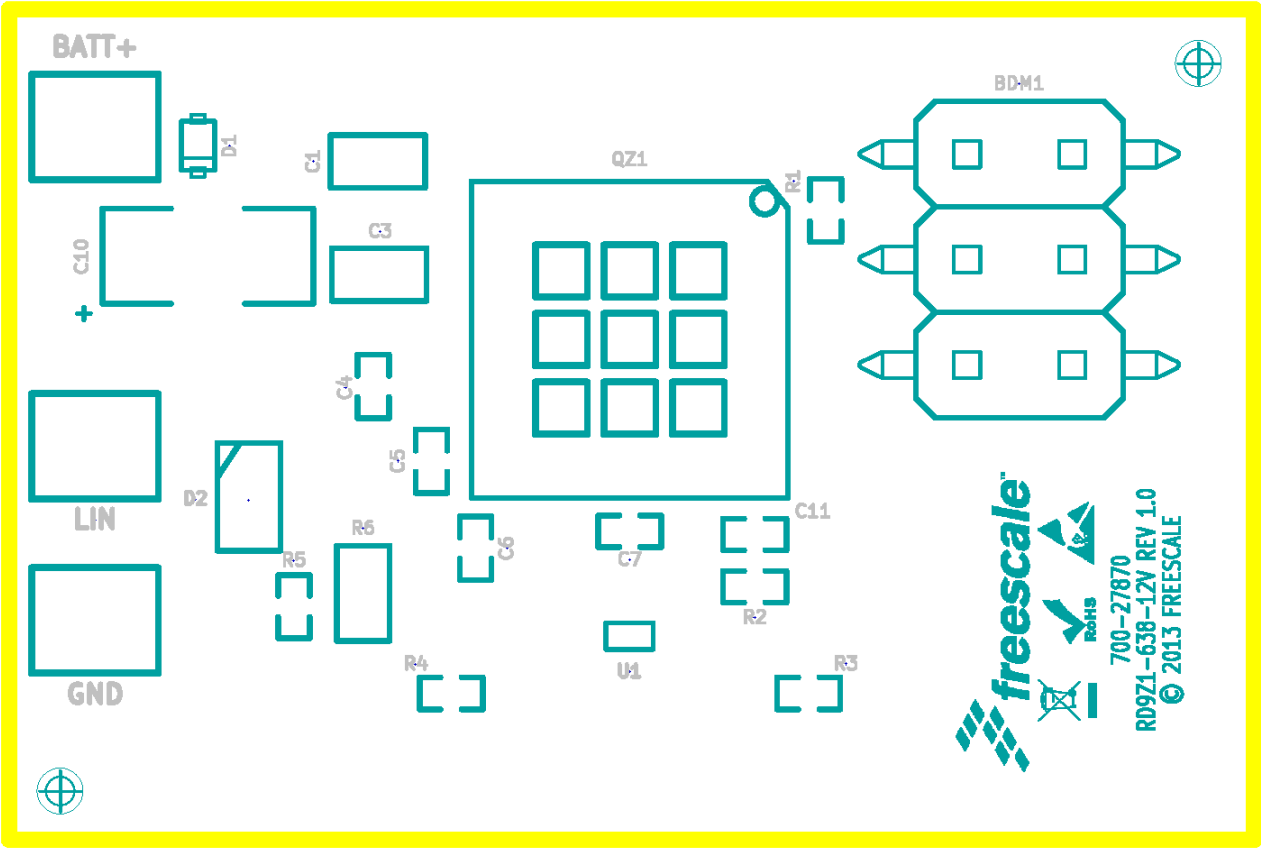 BATT+
BDM1
D1
C1
QZ1
R1
C3
C10
+
C4
C5
D2
LIN
C11
R6
C6
R5
C7
R2
R4
U1
R3
GND
freescale™
RoHS
700-27870
RD9Z1-638-12V REV 1.0
© 2013 FREESCALE